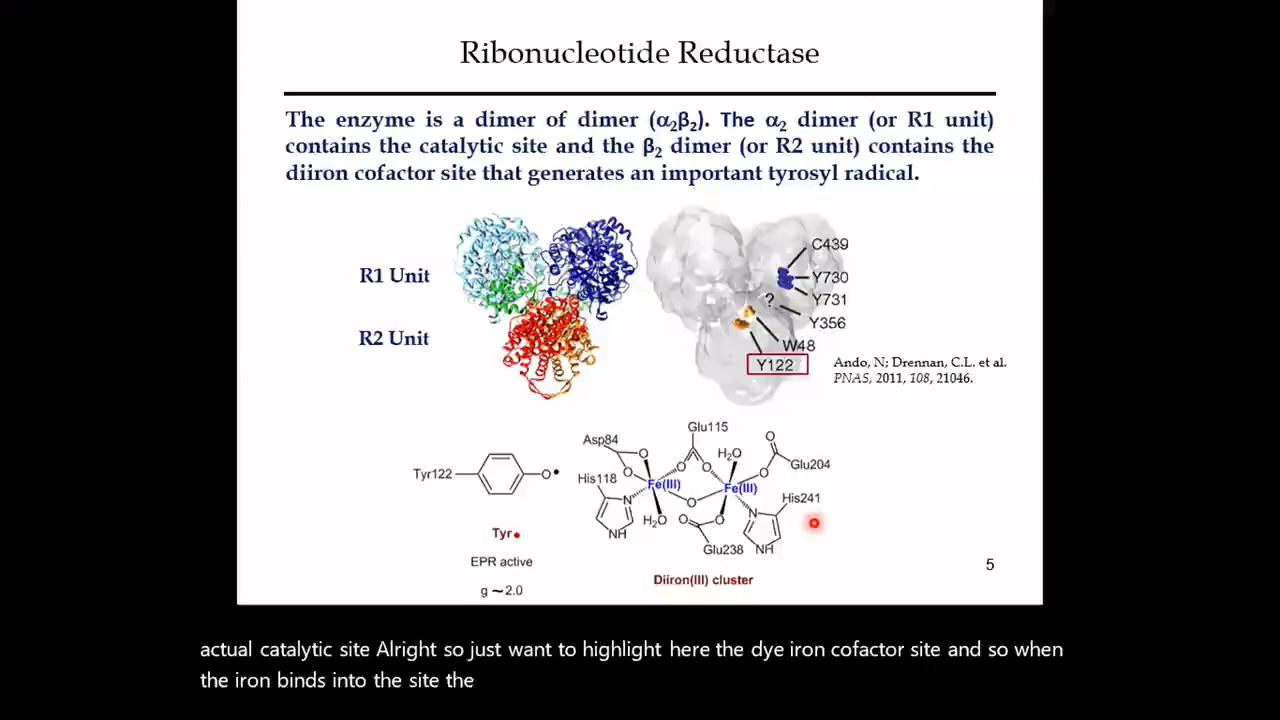 Ribonucleotide Reductase
The enzyme is a dimer of dimer (α₂β₂). The α₂ dimer (or R1 unit)
contains the catalytic site and the β₂ dimer (or R2 unit) contains the
diiron cofactor site that generates an important tyrosyl radical.
R1 Unit
R2 Unit
C439
Y730
?
Y731
Y356
W48
Y122
Ando, N; Drennan, C.L. et al.
PNAS, 2011, 108, 21046.
Tyr122
O•
Tyr•
EPR active
g ~2.0
Glu115
Asp84
O
O
O
O
H₂O
O
O
Glu204
His118
Fe(III)
Fe(III)
His241
N
O
N
H₂O
O
O
NH
Glu238
NH
Diiron(III) cluster
5
actual catalytic site Alright so just want to highlight here the dye iron cofactor site and so when
the iron binds into the site the